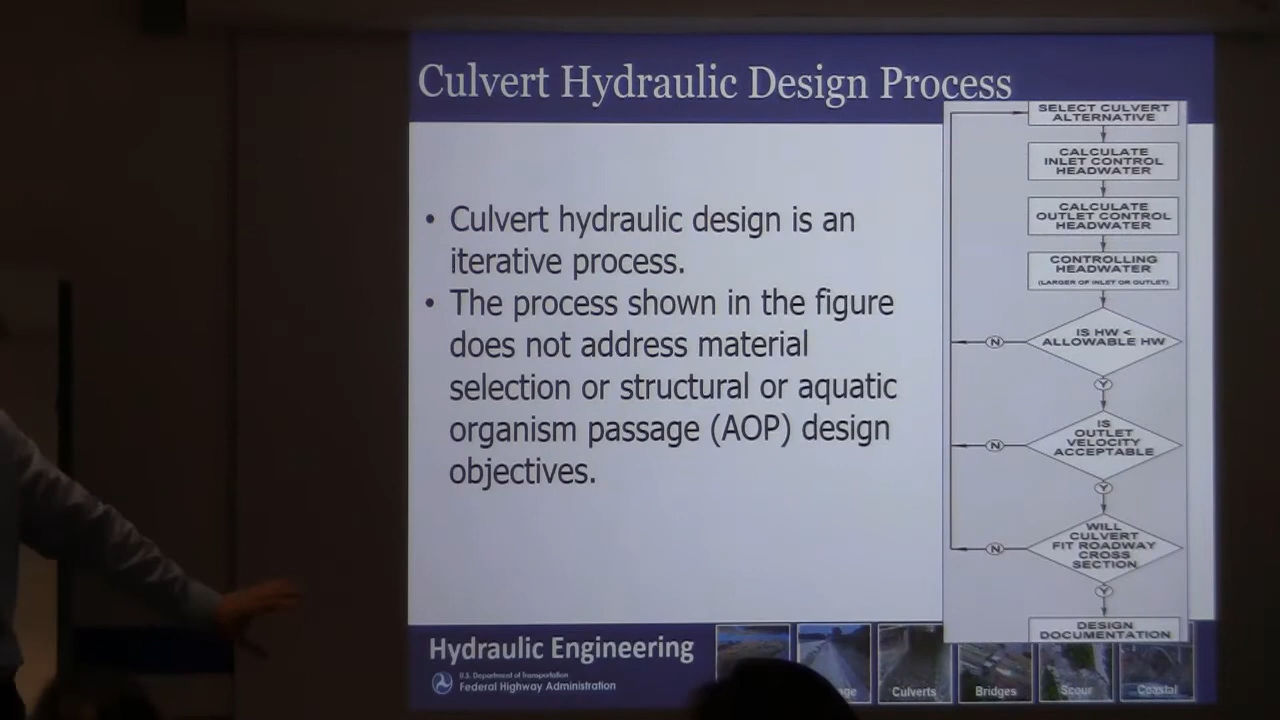 Culvert Hydraulic Design Process
• Culvert hydraulic design is an
iterative process.
• The process shown in the figure
does not address material
selection or structural or aquatic
organism passage (AOP) design
objectives.
SELECT CULVERT
ALTERNATIVE
CALCULATE
INLET CONTROL
HEADWATER
CALCULATE
OUTLET CONTROL
HEADWATER
CONTROLLING
HEADWATER
(LARGER OF INLET OR OUTLET)
IS HW <
ALLOWABLE HW
N
Y
IS
OUTLET
VELOCITY
ACCEPTABLE
N
Y
WILL
CULVERT
FIT ROADWAY
CROSS
SECTION
N
Y
DESIGN
DOCUMENTATION
Hydraulic Engineering
U.S. Department of Transportation
Federal Highway Administration
Culverts
Bridges
Scour
Coastal